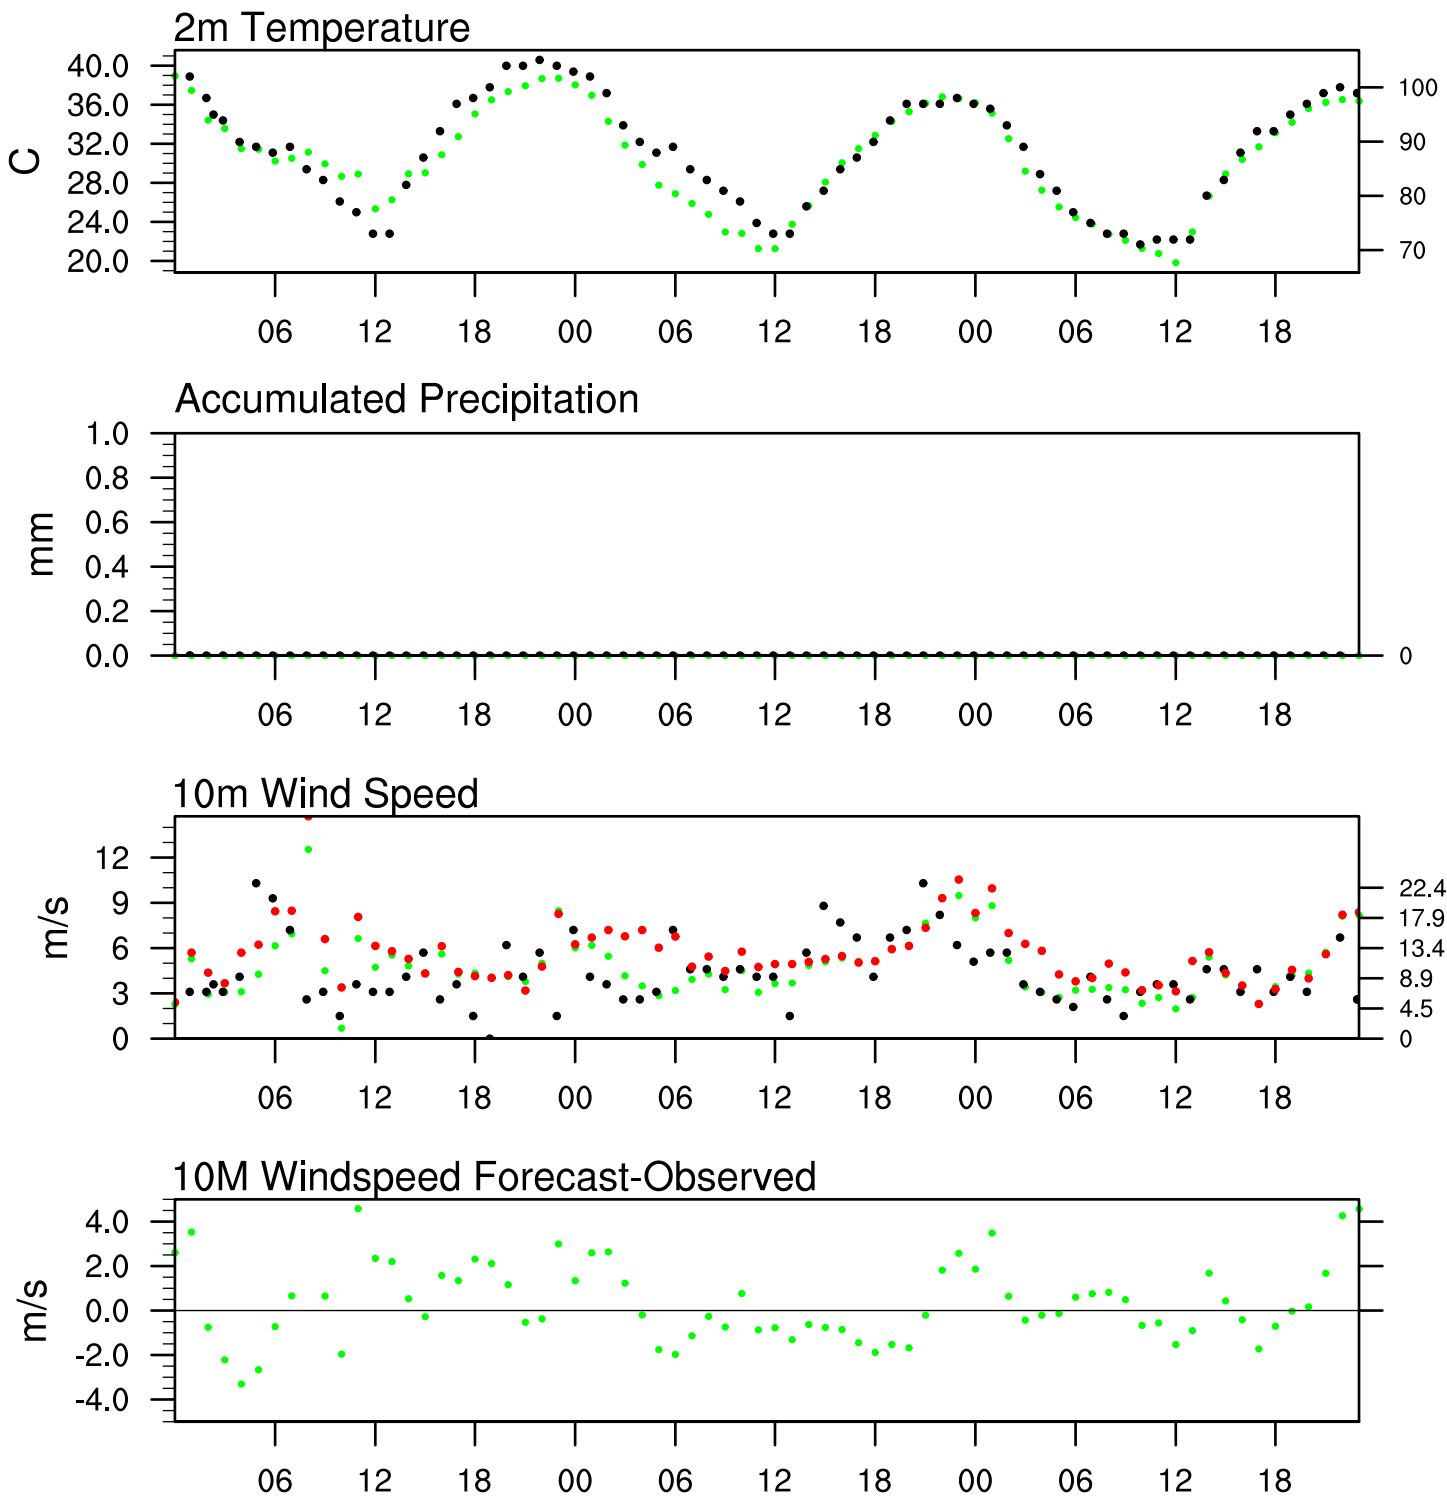 2m Temperature
40.0
36.0
32.0
28.0
24.0
20.0
C
100
90
80
70
06 12 18 00 06 12 18 00 06 12 18
Accumulated Precipitation
1.0
0.8
0.6
0.4
0.2
0.0
mm
0
06 12 18 00 06 12 18 00 06 12 18
10m Wind Speed
12
9
6
3
0
m/s
22.4
17.9
13.4
8.9
4.5
0
06 12 18 00 06 12 18 00 06 12 18
10M Windspeed Forecast-Observed
4.0
2.0
0.0
-2.0
-4.0
m/s
06 12 18 00 06 12 18 00 06 12 18